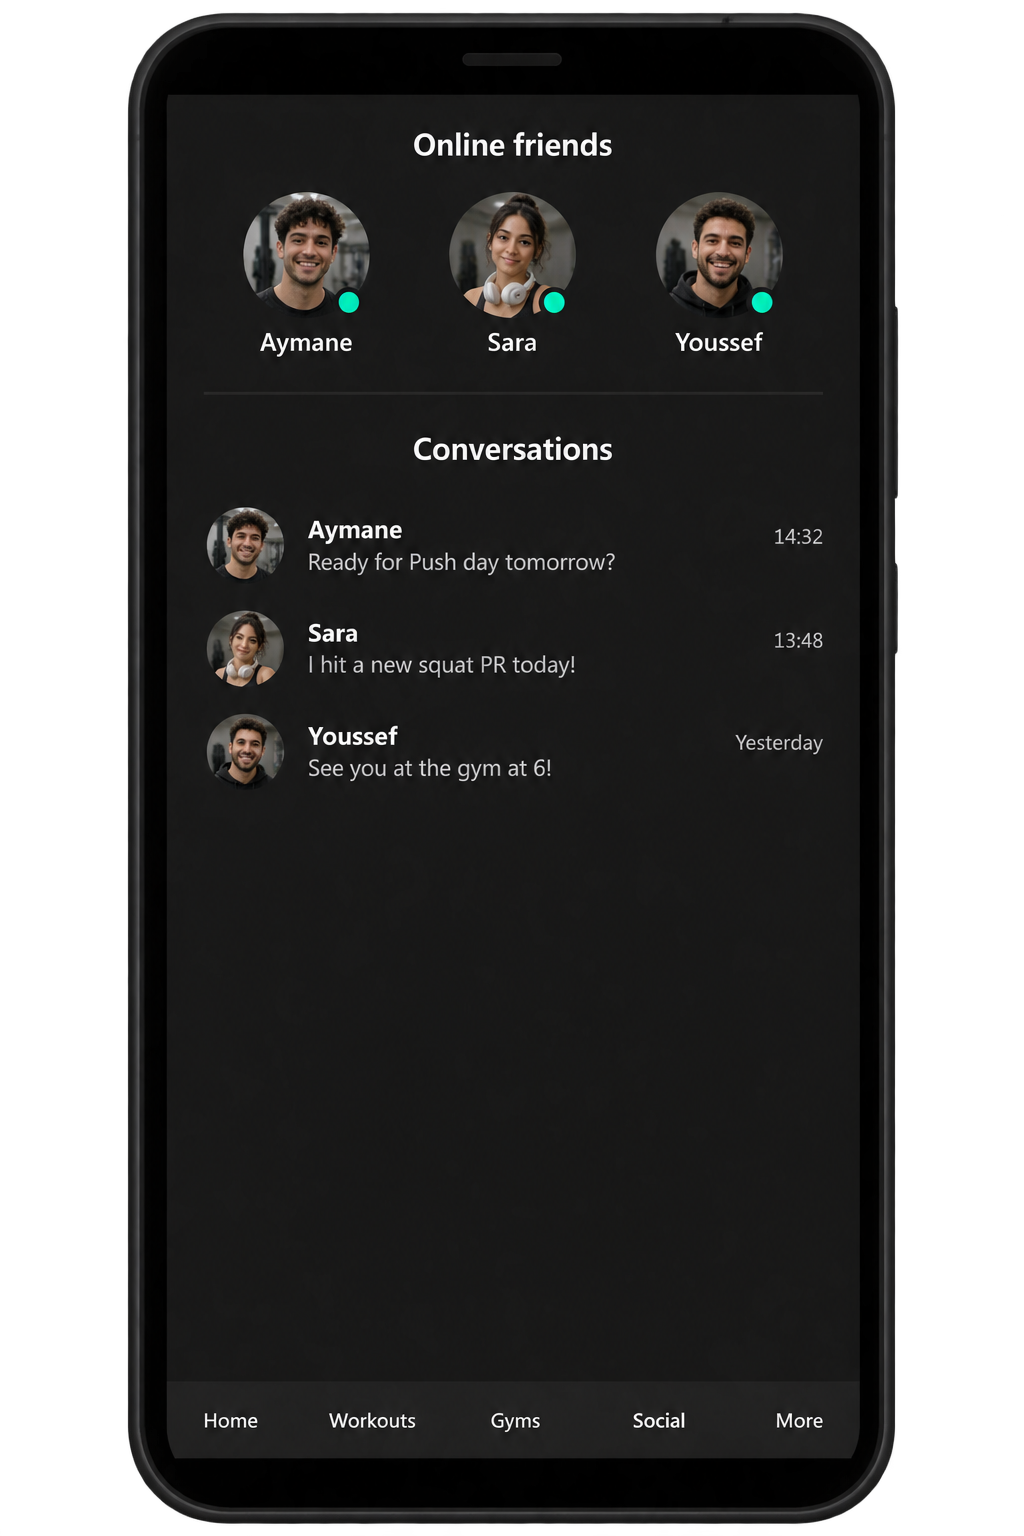 Online friends
Aymane Sara Youssef
Conversations
Aymane 14:32
Ready for Push day tomorrow?
Sara 13:48
I hit a new squat PR today!
Youssef Yesterday
See you at the gym at 6!
Home Workouts Gyms Social More